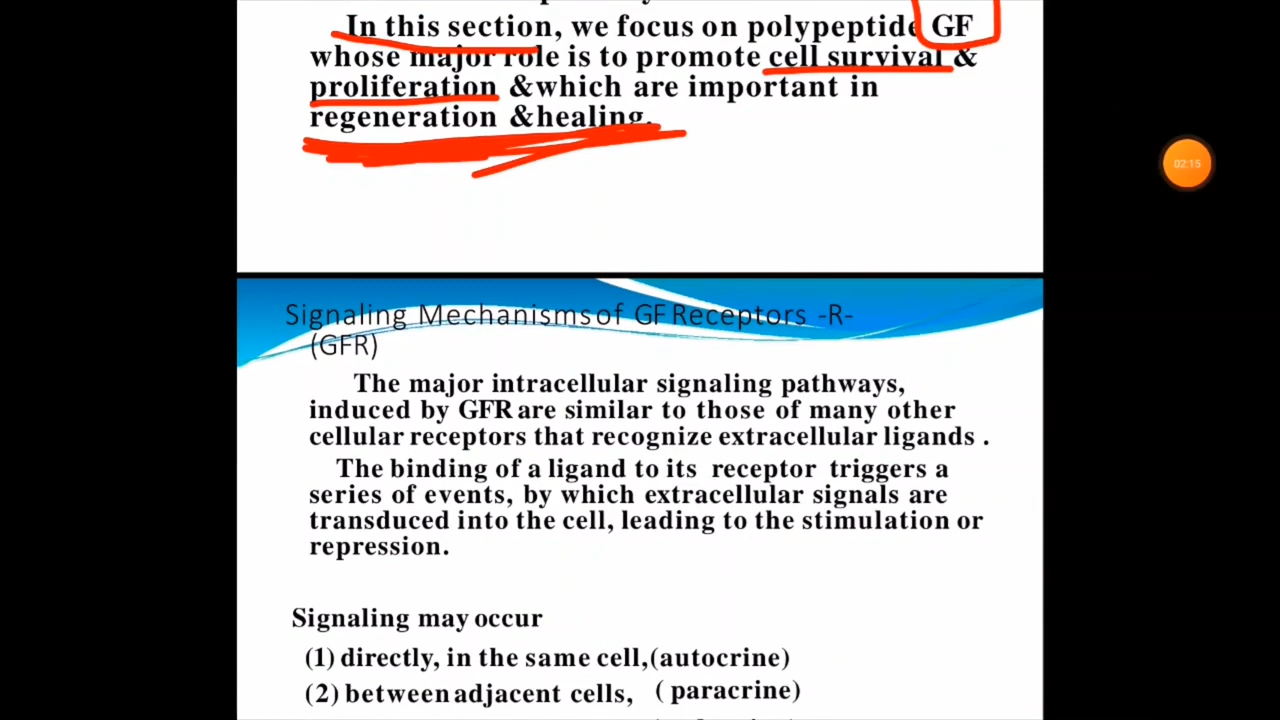 In this section, we focus on polypeptide GF
whose major role is to promote cell survival &
proliferation &which are important in
regeneration &healing.
02:15
Signaling Mechanisms of GF Receptors -R-
(GFR)
The major intracellular signaling pathways,
induced by GFR are similar to those of many other
cellular receptors that recognize extracellular ligands .
The binding of a ligand to its receptor triggers a
series of events, by which extracellular signals are
transduced into the cell, leading to the stimulation or
repression.
Signaling may occur
(1) directly, in the same cell,(autocrine)
(2) between adjacent cells, ( paracrine)